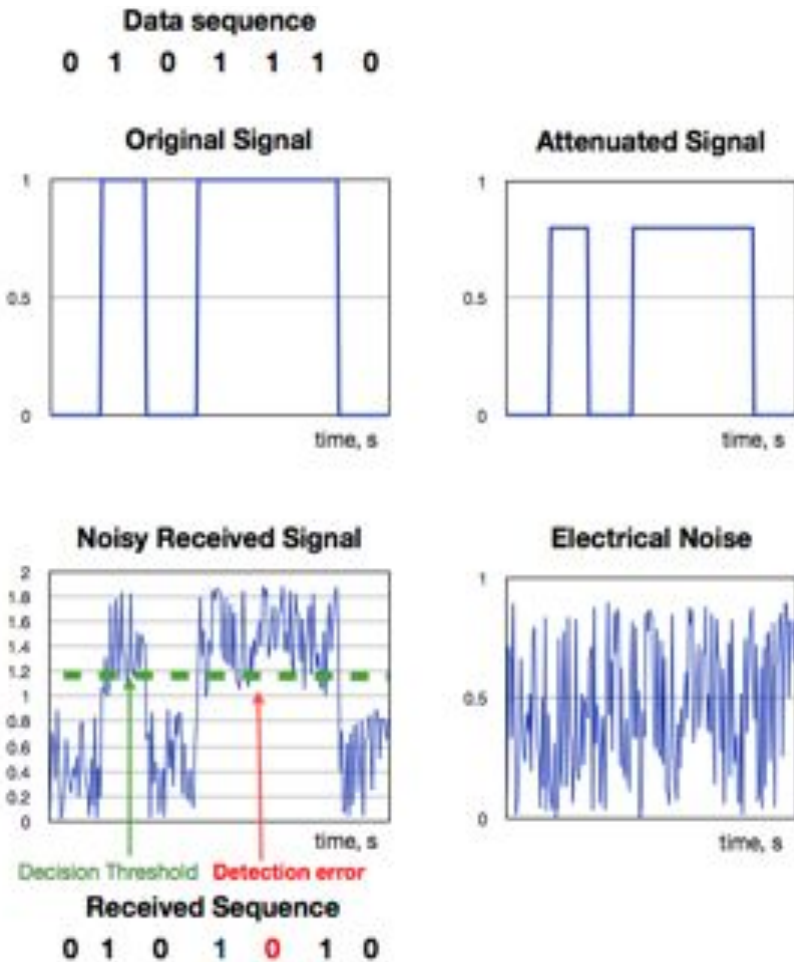 Data sequence
0 1 0 1 1 1 0
Original Signal
1
0.5
0
time, s
Attenuated Signal
1
0.5
0
time, s
Noisy Received Signal
2
1.8
1.6
1.4
1.2
1
0.8
0.6
0.4
0.2
0
time, s
Electrical Noise
1
0.5
0
time, s
Decision Threshold Detection error
Received Sequence
0 1 0 1 0 1 0